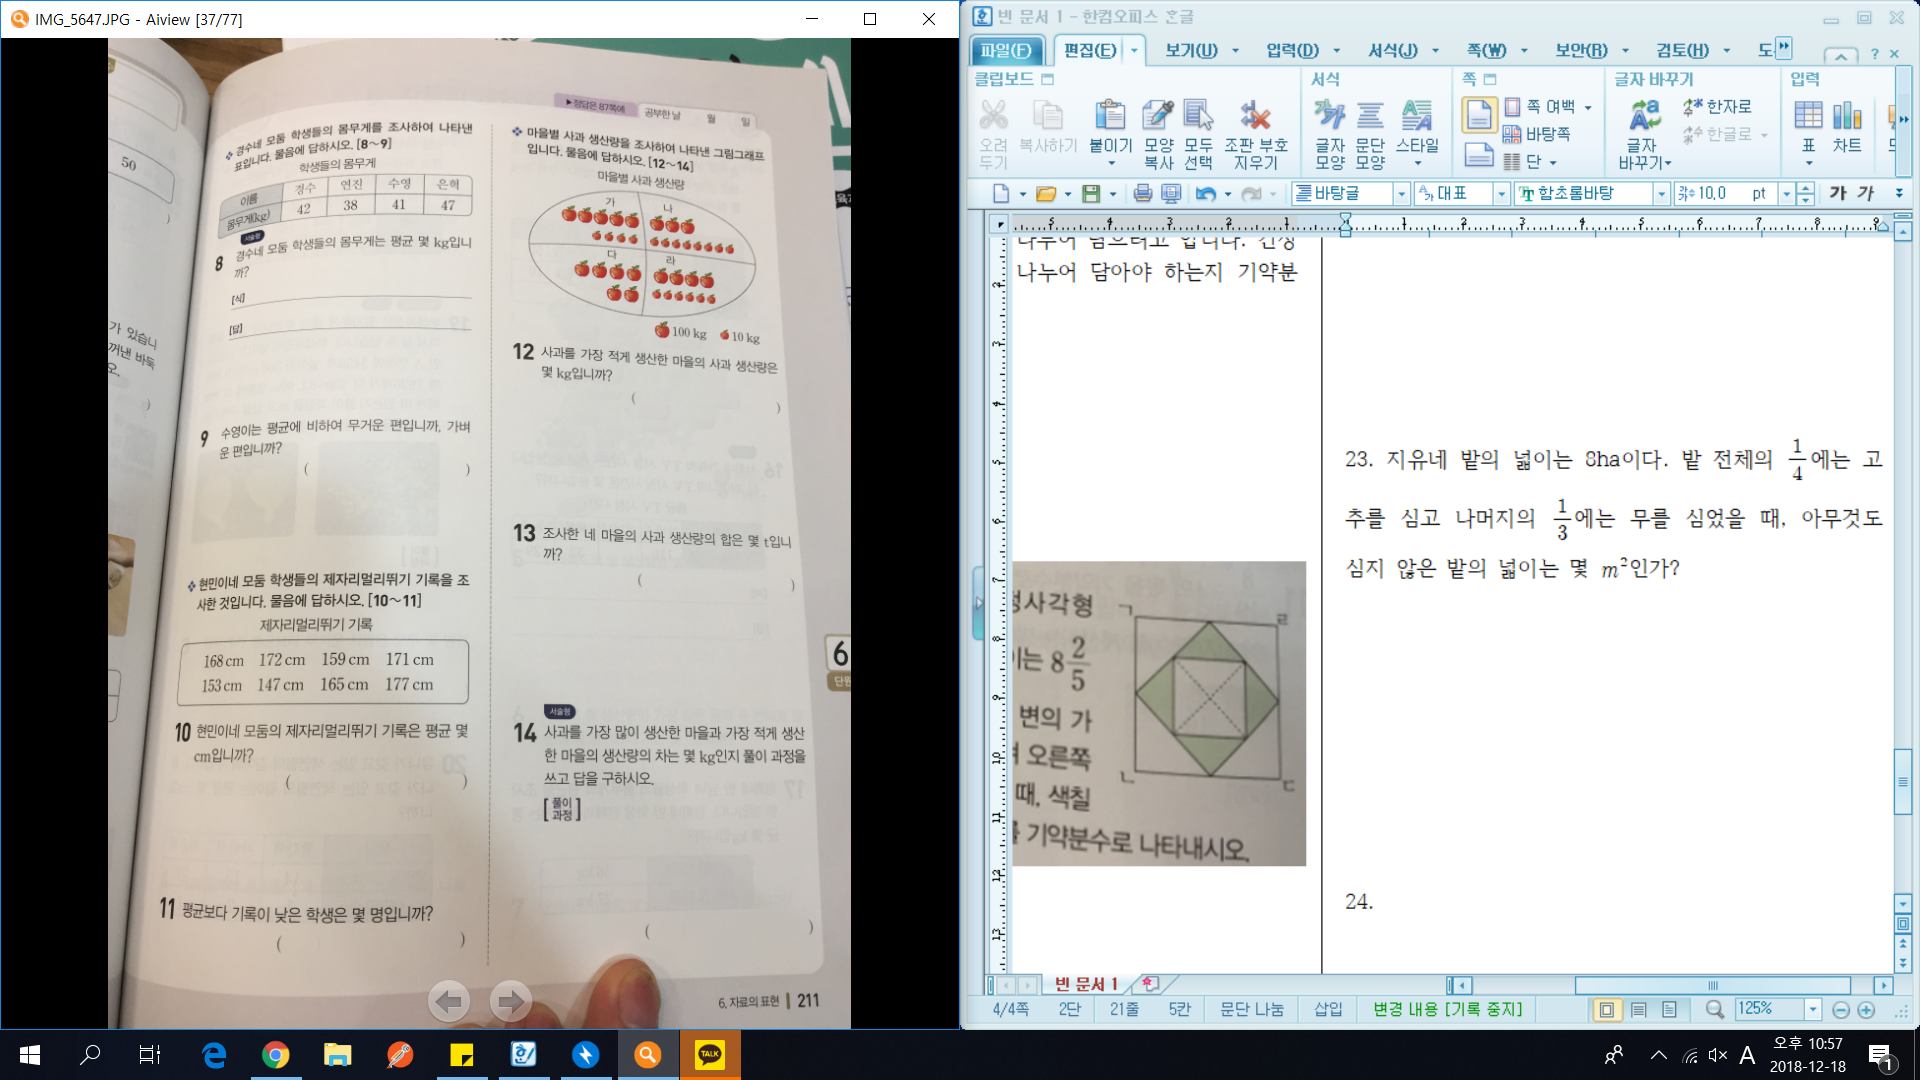 IMG_5647.JPG - Aiview [37/77]
▶정답은 87쪽에
공부한 날 월 일
50
)
가 있습니
꺼낸 바둑
오.
)
❖ 경수네 모둠 학생들의 몸무게를 조사하여 나타낸
표입니다. 물음에 답하시오. [8~9]
학생들의 몸무게
이름 경수 연진 수영 은혁
몸무게(kg) 42 38 41 47
서술형
8 경수네 모둠 학생들의 몸무게는 평균 몇 kg입니
까?
[식]
[답]
9 수영이는 평균에 비하여 무거운 편입니까, 가벼
운 편입니까?
( )
❖ 현민이네 모둠 학생들의 제자리멀리뛰기 기록을 조
사한 것입니다. 물음에 답하시오. [10~11]
제자리멀리뛰기 기록
168 cm 172 cm 159 cm 171 cm
153 cm 147 cm 165 cm 177 cm
10 현민이네 모둠의 제자리멀리뛰기 기록은 평균 몇
cm입니까?
( )
11 평균보다 기록이 낮은 학생은 몇 명입니까?
( )
❖ 마을별 사과 생산량을 조사하여 나타낸 그림그래프
입니다. 물음에 답하시오. [12~14]
마을별 사과 생산량
가 나
다 라
100 kg 10 kg
12 사과를 가장 적게 생산한 마을의 사과 생산량은
몇 kg입니까?
( )
13 조사한 네 마을의 사과 생산량의 합은 몇 t입니
까?
( )
서술형
14 사과를 가장 많이 생산한 마을과 가장 적게 생산
한 마을의 생산량의 차는 몇 kg인지 풀이 과정을
쓰고 답을 구하시오.
[풀이 과정]
( )
6
단원
6. 자료의 표현 211
빈 문서 1 - 한컴오피스 한글
파일(F) 편집(E) 보기(U) 입력(D) 서식(J) 쪽(W) 보안(R) 검토(H) 도
클립보드 서식 쪽 글자 바꾸기 입력
오려 두기 복사하기 붙이기 모양 복사 모두 선택 조판 부호 지우기
글자 모양 문단 모양 스타일
쪽 여백 바탕쪽 단
글자 바꾸기 한자로 한글로
표 차트
바탕글 대표 함초롬바탕 10.0 pt 가 가
나누어 담으려고 합니다. 진정
나누어 담아야 하는지 기약분
정사각형
이는 8 2/5
변의 가
오른쪽
때, 색칠
를 기약분수로 나타내시오.
ㄱ ㄹ
ㄴ ㄷ
23. 지유네 밭의 넓이는 8ha이다. 밭 전체의 1/4에는 고
추를 심고 나머지의 1/3에는 무를 심었을 때, 아무것도
심지 않은 밭의 넓이는 몇 m²인가?
24.
빈 문서 1
4/4쪽 2단 21줄 5칸 문단 나눔 삽입 변경 내용 [기록 중지] 125%
TALK
A
오후 10:57
2018-12-18
1